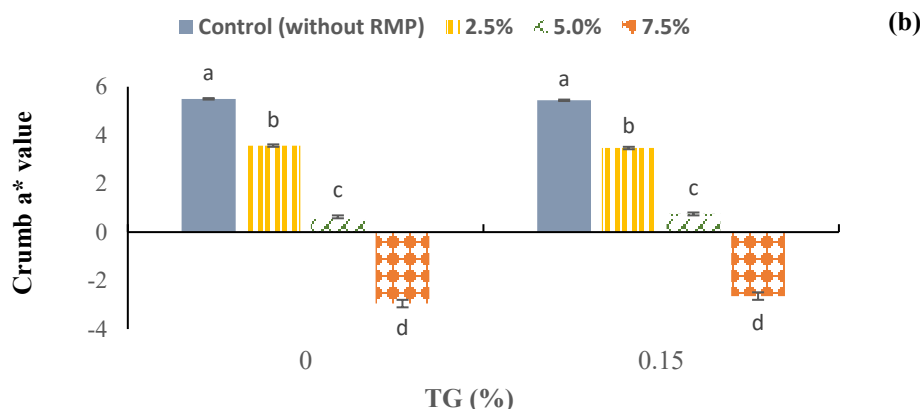 Control (without RMP) 2.5% 5.0% 7.5% (b)
Crumb a* value
6
4
2
0
-2
-4
a b c d
a b c d
0 0.15
TG (%)